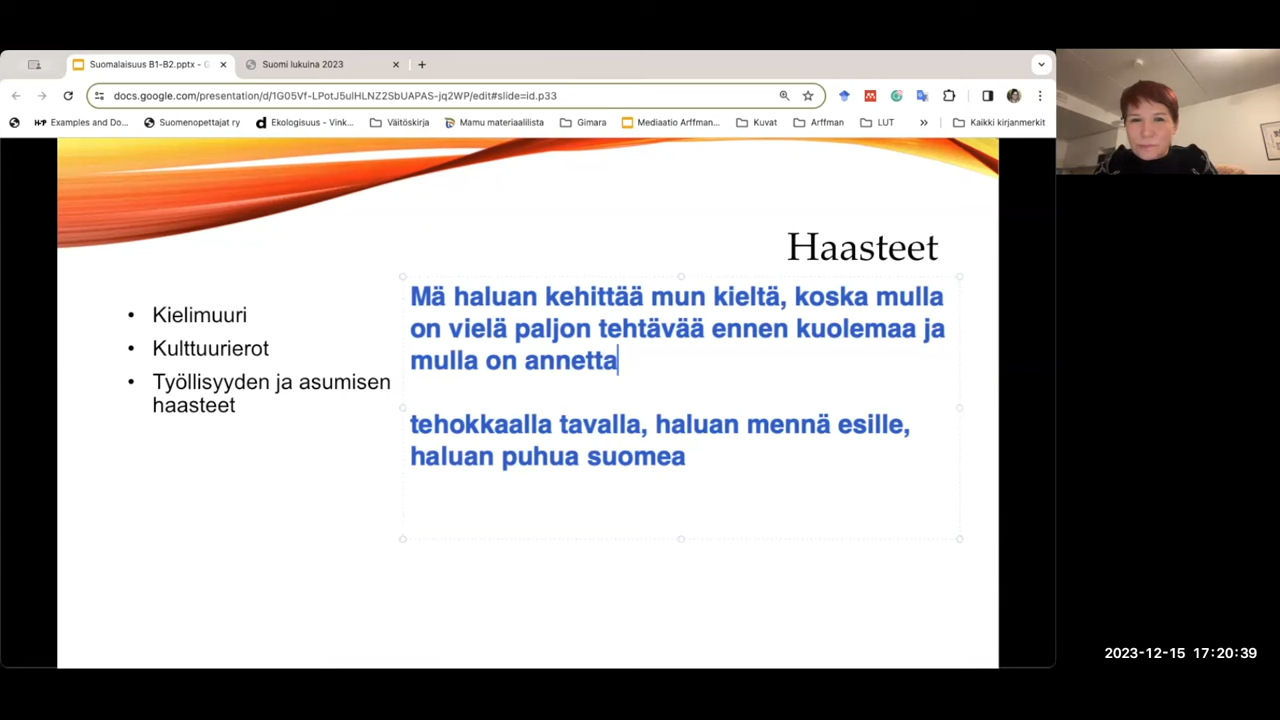 Suomalaisuus B1-B2.pptx - G
Suomi lukuina 2023
docs.google.com/presentation/d/1G05Vf-LPotJ5ulHLNZ2SbUAPAS-jq2WP/edit#slide=id.p33
Examples and Do...
Suomenopettajat ry
Ekologisuus - Vink...
Väitöskirja
Mamu materiaalilista
Gimara
Mediaatio Arffman...
Kuvat
Arffman
LUT
»
Kaikki kirjanmerkit
Haasteet
• Kielimuuri
• Kulttuurierot
• Työllisyyden ja asumisen
haasteet
Mä haluan kehittää mun kieltä, koska mulla
on vielä paljon tehtävää ennen kuolemaa ja
mulla on annetta
tehokkaalla tavalla, haluan mennä esille,
haluan puhua suomea
2023-12-15 17:20:39